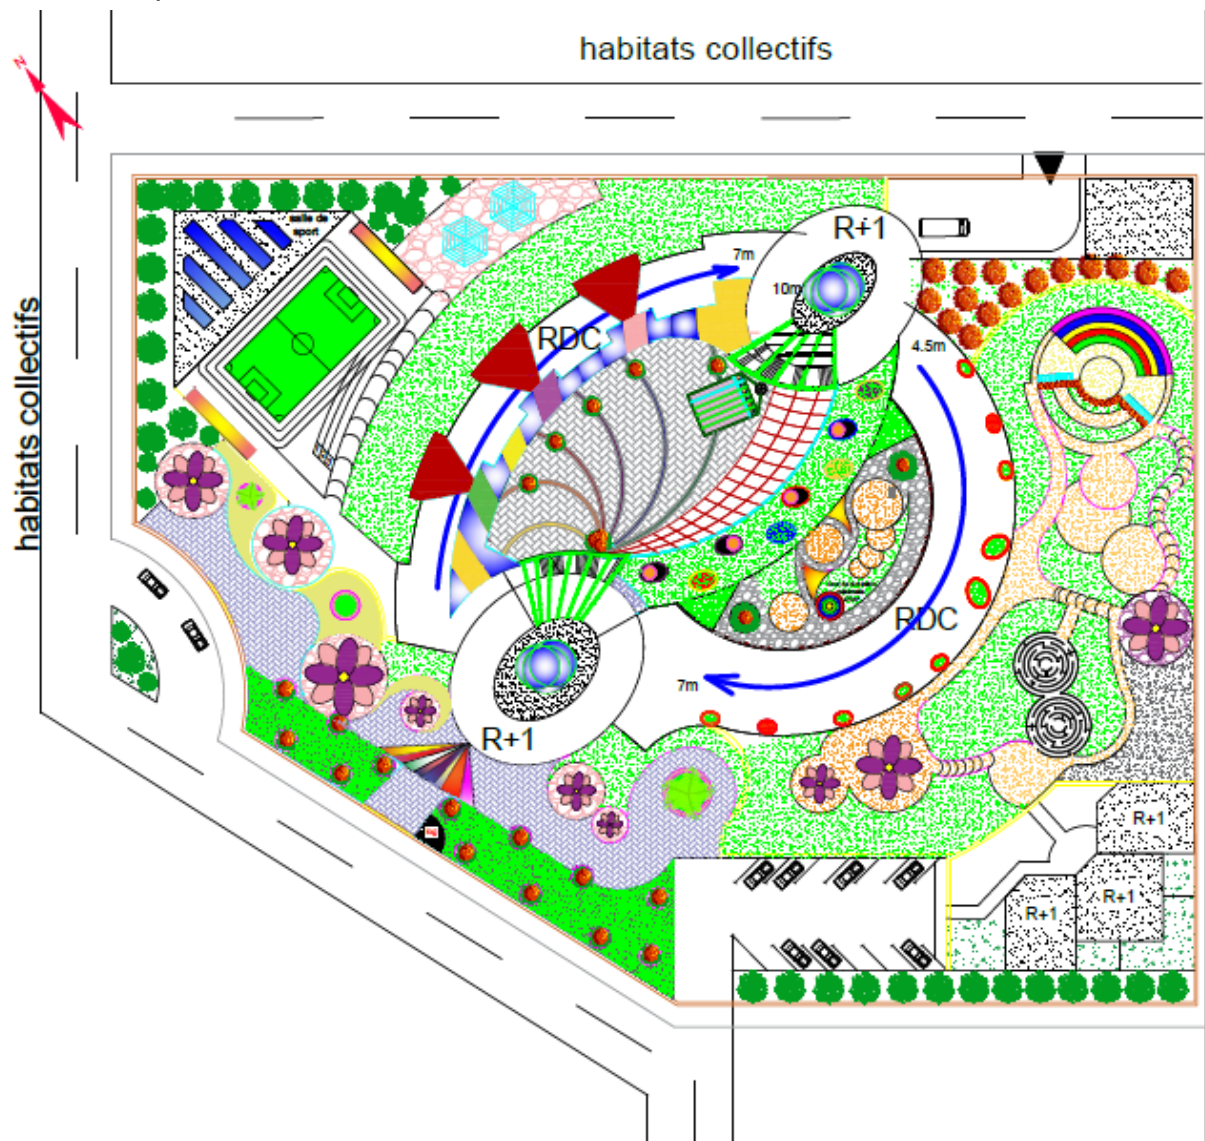 habitats collectifs
N
habitats collectifs
salle de
sport
R+1
7m
10m
RDC
4.5m
RDC
7m
R+1
R+1
R+1
R+1